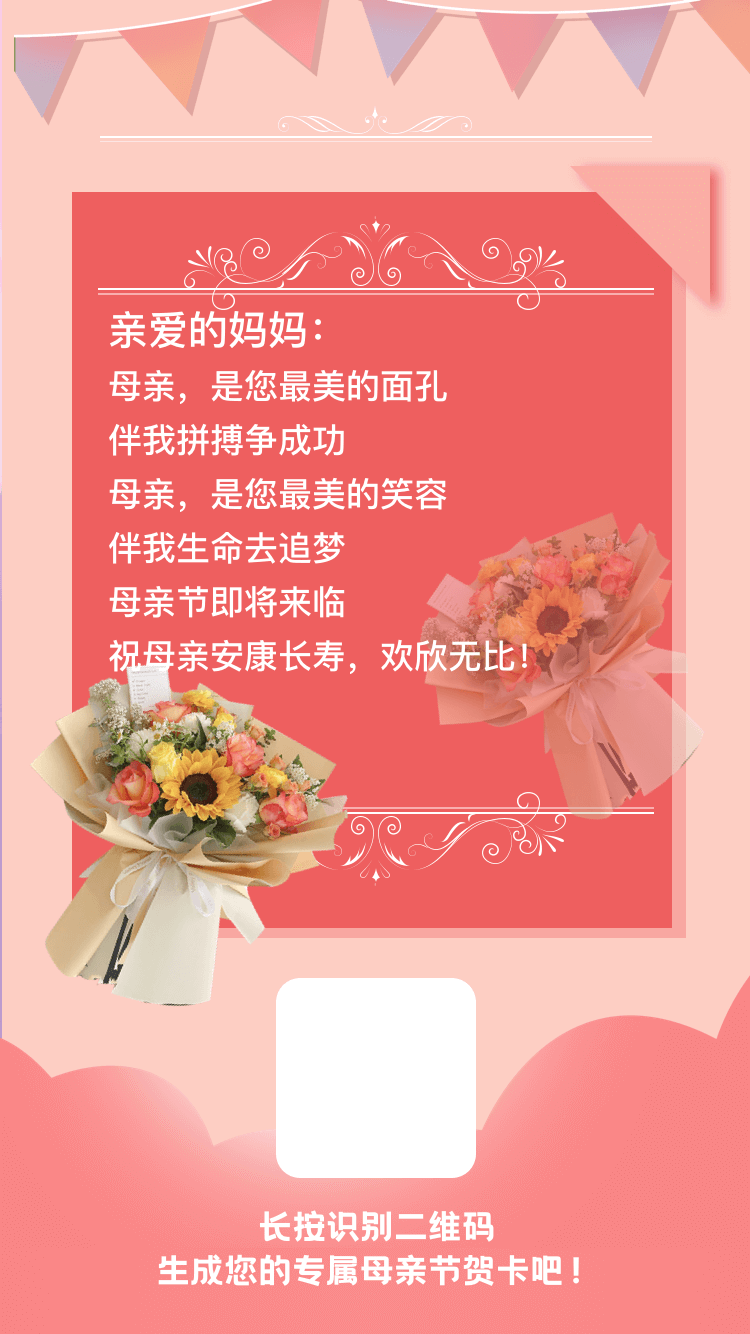 亲爱的妈妈：
母亲，是您最美的面孔
伴我拼搏争成功
母亲，是您最美的笑容
伴我生命去追梦
母亲节即将来临
祝母亲安康长寿，欢欣无比！
长按识别二维码
生成您的专属母亲节贺卡吧！